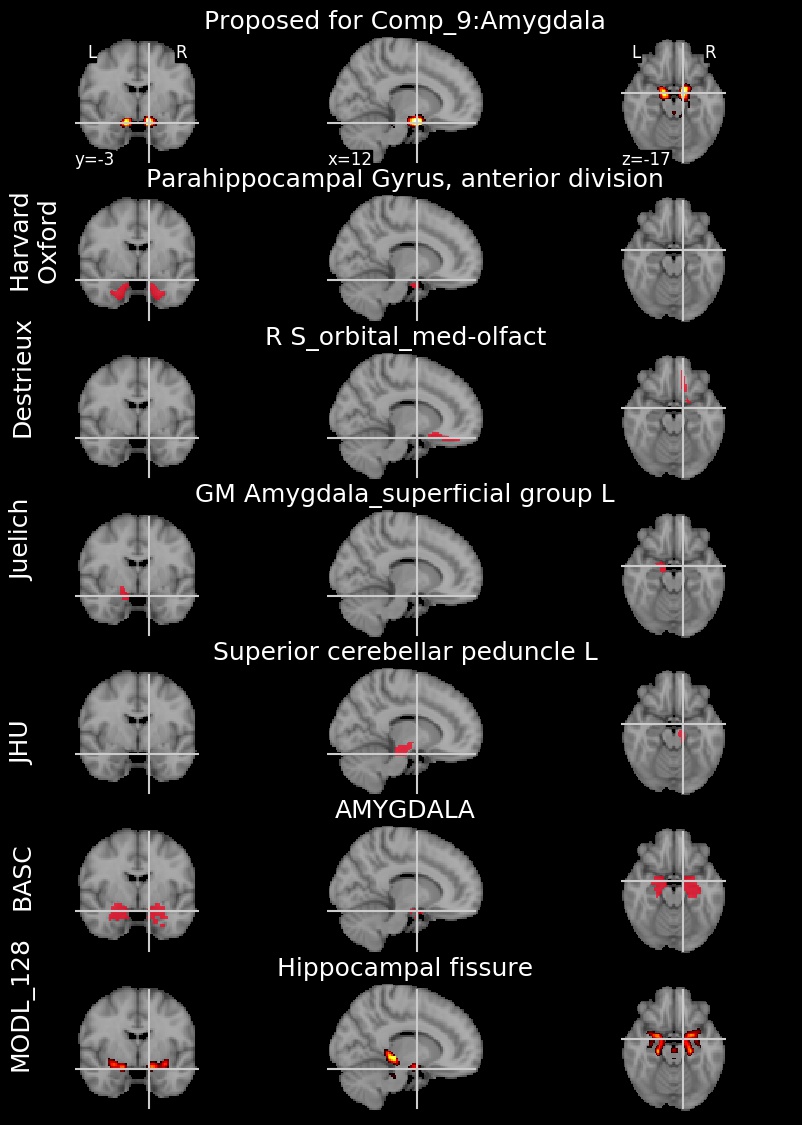 Proposed for Comp_9:Amygdala
L R
L R
y=-3
x=12
z=-17
Parahippocampal Gyrus, anterior division
Harvard
Oxford
R S_orbital_med-olfact
Destrieux
GM Amygdala_superficial group L
Juelich
Superior cerebellar peduncle L
JHU
AMYGDALA
BASC
Hippocampal fissure
MODL_128